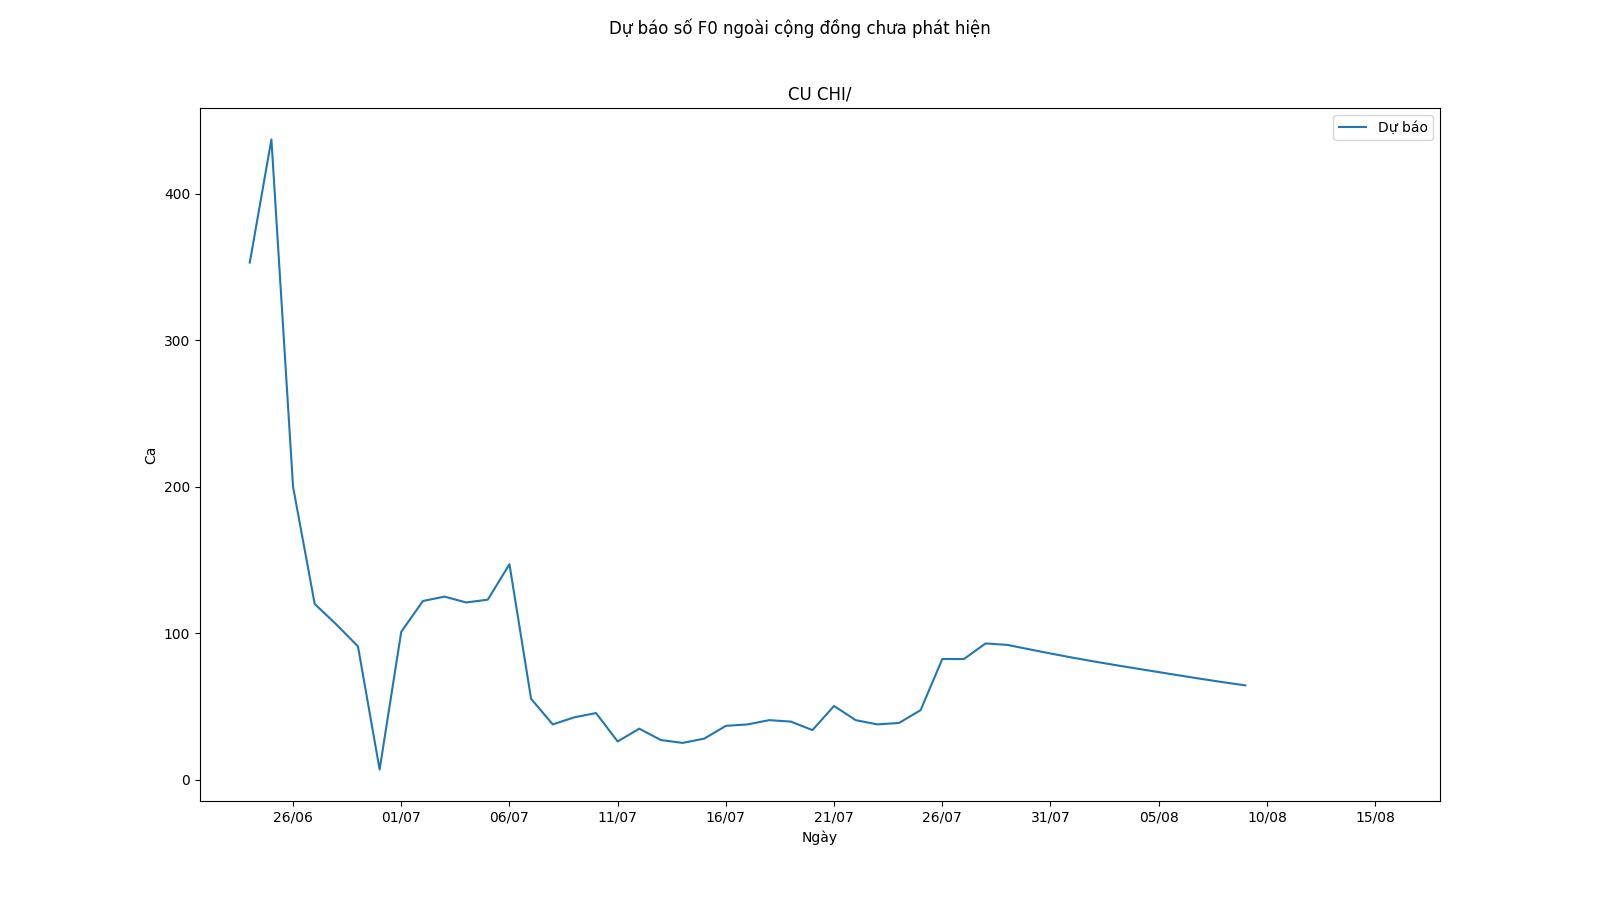 Dự báo số F0 ngoài cộng đồng chưa phát hiện
CU CHI/
Dự báo
400
300
200
100
0
Ca
26/06 01/07 06/07 11/07 16/07 21/07 26/07 31/07 05/08 10/08 15/08
Ngày